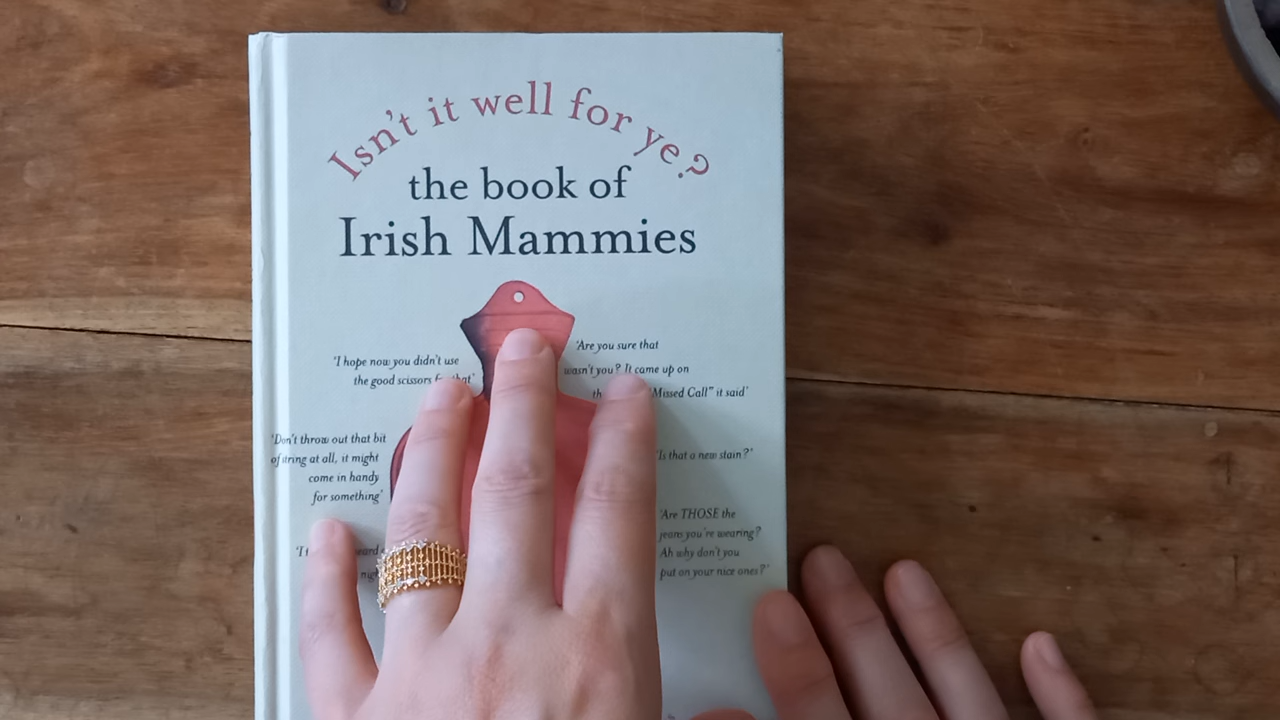 Isn't it well for ye?
the book of
Irish Mammies
'I hope now you didn't use
the good scissors
'Are you sure that
wasn't you? It came up on
Missed Call" it said'
'Don't throw out that bit
of string at all, it might
come in handy
for something'
'Is that a new stain?'
'Are THOSE the
jeans you're wearing?
Ah why don't you
put on your nice ones?'